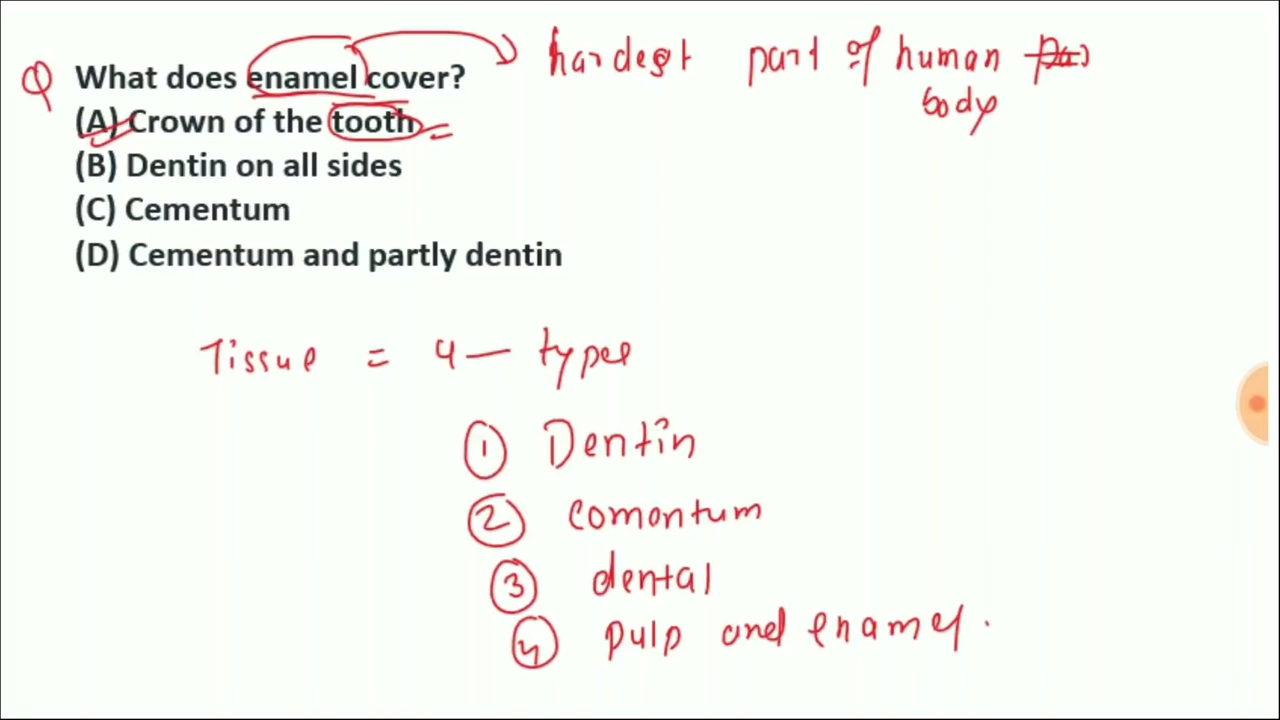 Q What does enamel cover?
hardest part of human
body
(A) Crown of the tooth
(B) Dentin on all sides
(C) Cementum
(D) Cementum and partly dentin
Tissue = 4 - types
1 Dentin
2 comontum
3 dental
4 pulp and enamel.